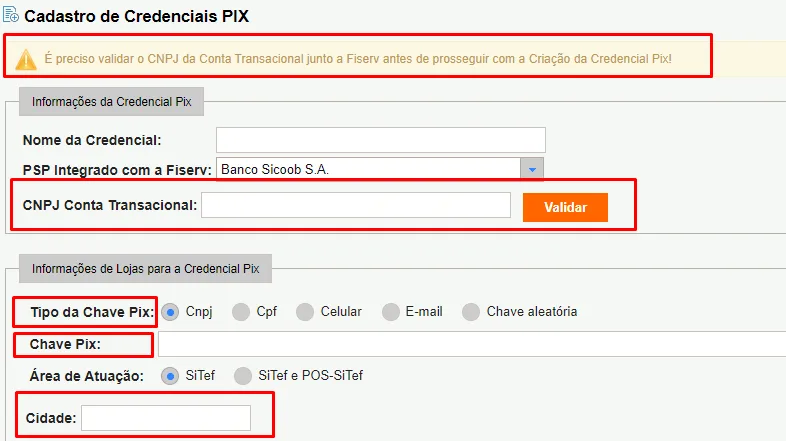 Cadastro de Credenciais PIX
É preciso validar o CNPJ da Conta Transacional junto a Fiserv antes de prosseguir com a Criação da Credencial Pix!
Informações da Credencial Pix
Nome da Credencial:
PSP Integrado com a Fiserv: Banco Sicoob S.A.
CNPJ Conta Transacional: Validar
Informações de Lojas para a Credencial Pix
Tipo da Chave Pix: Cnpj Cpf Celular E-mail Chave aleatória
Chave Pix:
Área de Atuação: SiTef SiTef e POS-SiTef
Cidade: